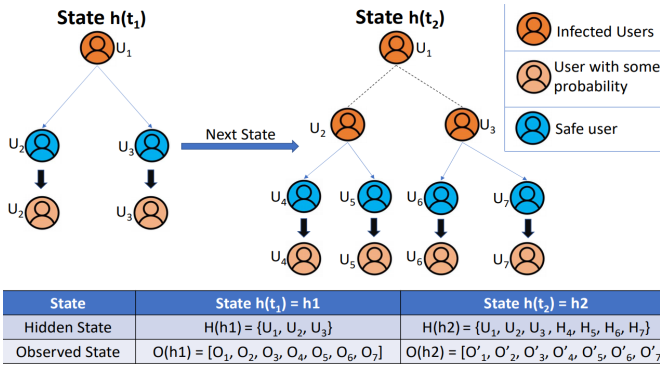 State h(t₁)
U₁
U₂
U₃
U₂
U₃
Next State
State h(t₂)
U₁
U₂
U₃
U₄
U₅
U₆
U₇
U₄
U₅
U₆
U₇
Infected Users
User with some
probability
Safe user
State State h(t₁) = h1 State h(t₂) = h2
Hidden State H(h1) = {U₁, U₂, U₃} H(h2) = {U₁, U₂, U₃ , H₄, H₅, H₆, H₇}
Observed State O(h1) = [O₁, O₂, O₃, O₄, O₅, O₆, O₇] O(h2) = [O’₁, O’₂, O’₃, O’₄, O’₅, O’₆, O’₇